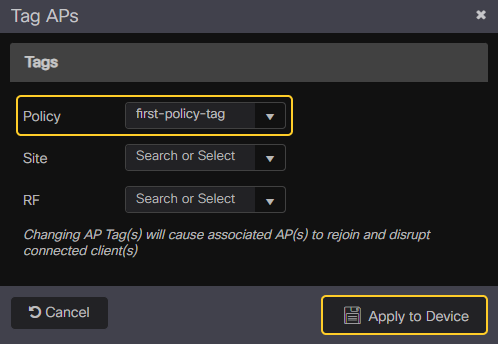 Tag APs
Tags
Policy first-policy-tag
Site Search or Select
RF Search or Select
Changing AP Tag(s) will cause associated AP(s) to rejoin and disrupt
connected client(s)
Cancel Apply to Device